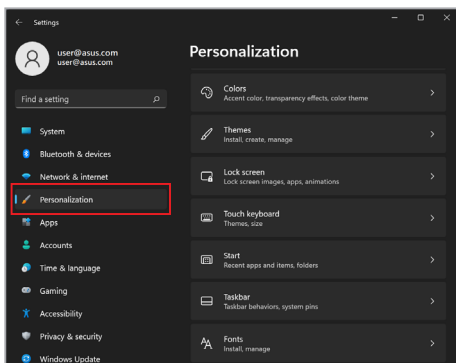 Settings
user@asus.com
user@asus.com
Find a setting
System
Bluetooth & devices
Network & internet
Personalization
Apps
Accounts
Time & language
Gaming
Accessibility
Privacy & security
Windows Update
Personalization
Colors
Accent color, transparency effects, color theme
Themes
Install, create, manage
Lock screen
Lock screen images, apps, animations
Touch keyboard
Themes, size
Start
Recent apps and items, folders
Taskbar
Taskbar behaviors, system pins
Fonts
Install, manage